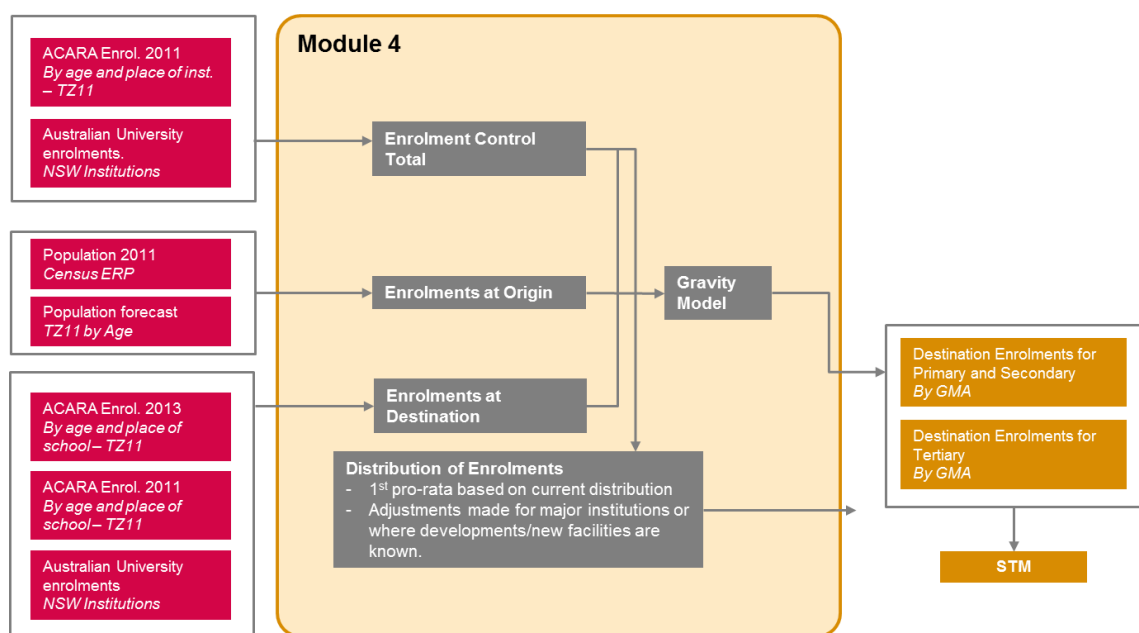 ACARA Enrol. 2011
By age and place of inst.
– TZ11
Australian University
enrolments.
NSW Institutions
Population 2011
Census ERP
Population forecast
TZ11 by Age
ACARA Enrol. 2013
By age and place of
school – TZ11
ACARA Enrol. 2011
By age and place of
school – TZ11
Australian University
enrolments
NSW Institutions
Module 4
Enrolment Control
Total
Enrolments at Origin
Enrolments at
Destination
Gravity
Model
Distribution of Enrolments
- 1st pro-rata based on current distribution
- Adjustments made for major institutions or
where developments/new facilities are
known.
Destination Enrolments for
Primary and Secondary
By GMA
Destination Enrolments for
Tertiary
By GMA
STM